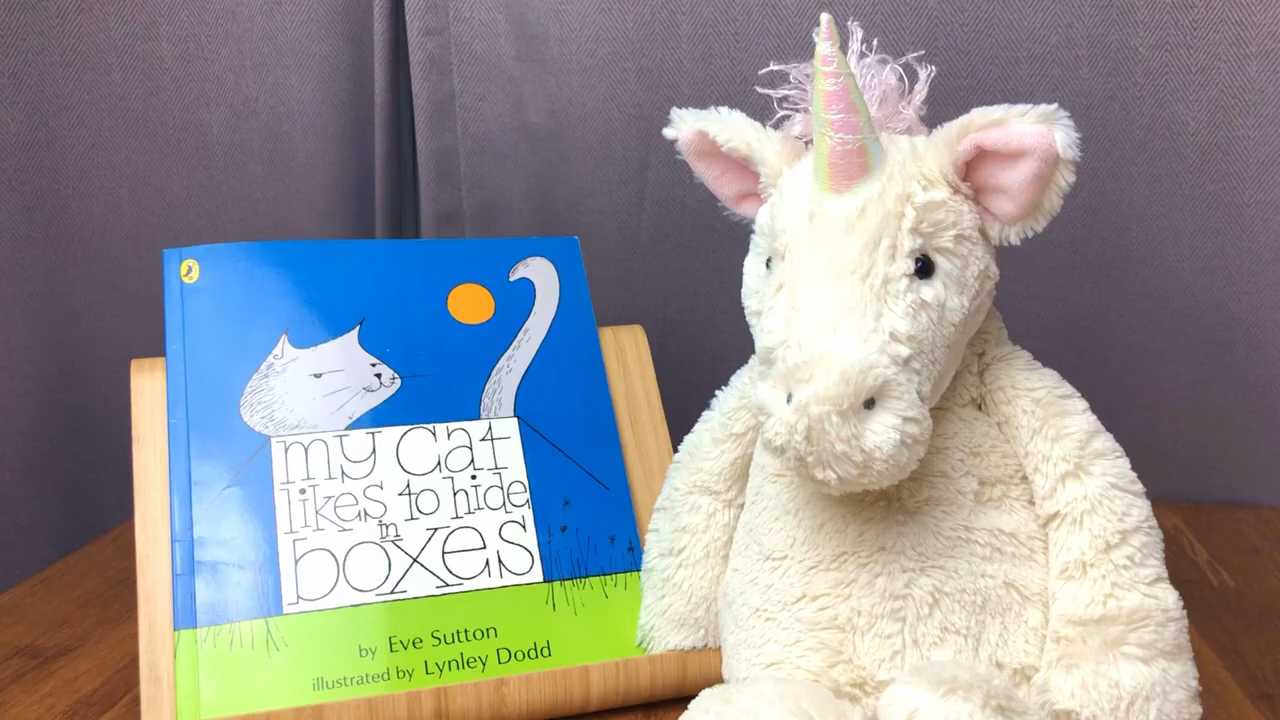 my cat
likes to hide
in
boxes
by Eve Sutton
illustrated by Lynley Dodd